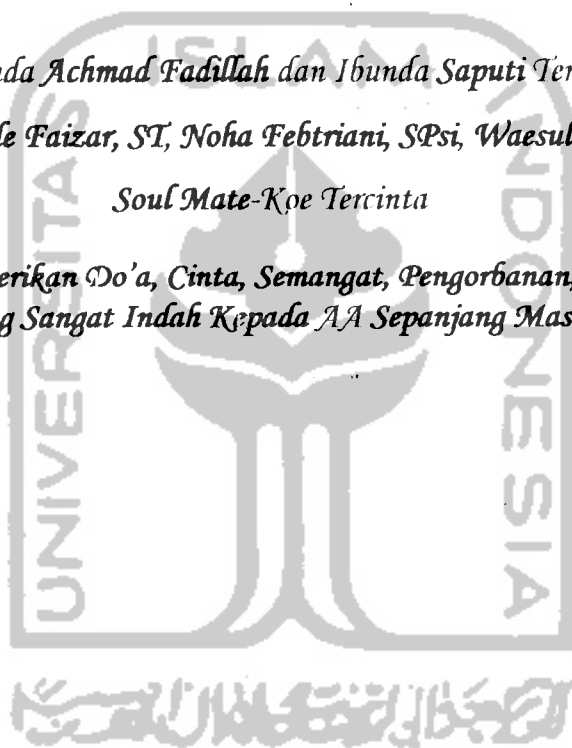 nda Achmad Fadillah dan Ibunda Saputi Ter
le Faizar, ST, Noha Febtriani, SPsi, Waesul
Soul Mate-Koe Tercinta
erikan Do'a, Cinta, Semangat, Pengorbanan,
g Sangat Indah Kepada AA Sepanjang Mas
ISLAM
UNIVERSITAS
INDONESIA